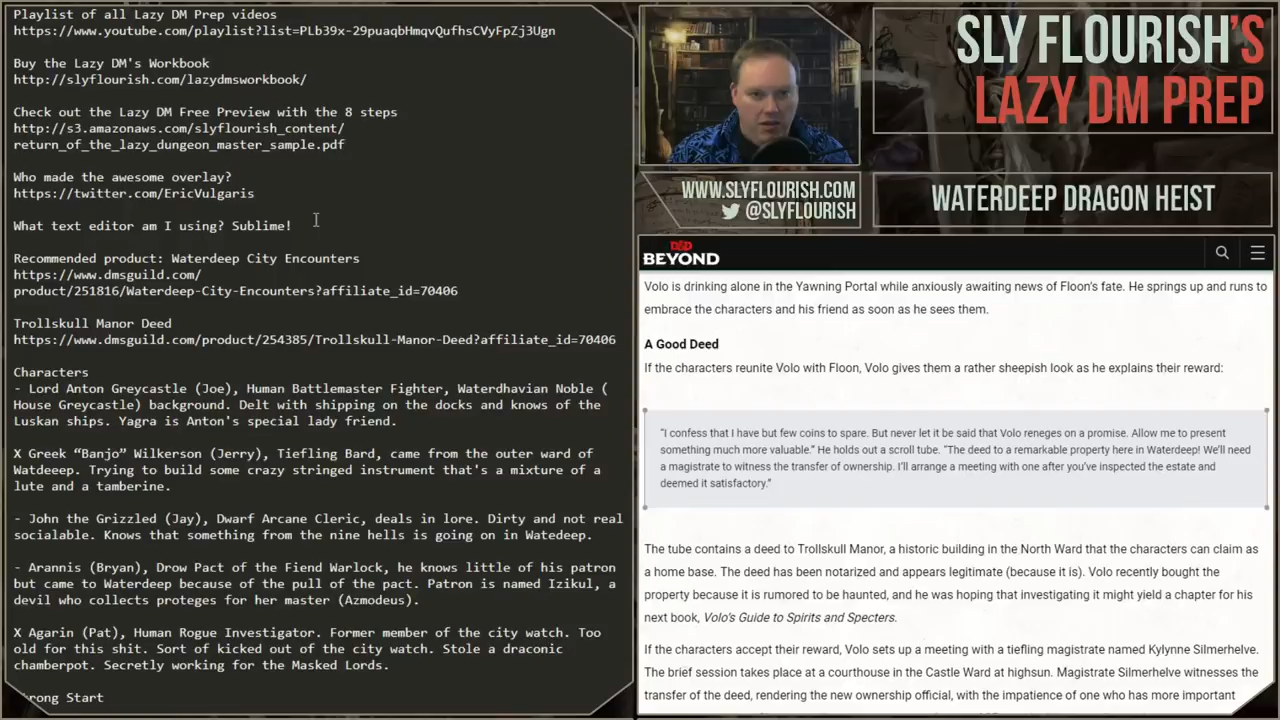 Playlist of all Lazy DM Prep videos
https://www.youtube.com/playlist?list=PLb39x-29puaqbHmqvQufhsCVyFpZj3Ugn
Buy the Lazy DM's Workbook
http://slyflourish.com/lazydmsworkbook/
Check out the Lazy DM Free Preview with the 8 steps
http://s3.amazonaws.com/slyflourish_content/
return_of_the_lazy_dungeon_master_sample.pdf
Who made the awesome overlay?
https://twitter.com/EricVulgaris
What text editor am I using? Sublime!
Recommended product: Waterdeep City Encounters
https://www.dmsguild.com/
product/251816/Waterdeep-City-Encounters?affiliate_id=70406
Trollskull Manor Deed
https://www.dmsguild.com/product/254385/Trollskull-Manor-Deed?affiliate_id=70406
Characters
- Lord Anton Greycastle (Joe), Human Battlemaster Fighter, Waterdhavian Noble (
House Greycastle) background. Delt with shipping on the docks and knows of the
Luskan ships. Yagra is Anton's special lady friend.
X Greek “Banjo” Wilkerson (Jerry), Tiefling Bard, came from the outer ward of
Watdeeep. Trying to build some crazy stringed instrument that's a mixture of a
lute and a tamberine.
- John the Grizzled (Jay), Dwarf Arcane Cleric, deals in lore. Dirty and not real
socialable. Knows that something from the nine hells is going on in Watedeep.
- Arannis (Bryan), Drow Pact of the Fiend Warlock, he knows little of his patron
but came to Waterdeep because of the pull of the pact. Patron is named Izikul, a
devil who collects proteges for her master (Azmodeus).
X Agarin (Pat), Human Rogue Investigator. Former member of the city watch. Too
old for this shit. Sort of kicked out of the city watch. Stole a draconic
chamberpot. Secretly working for the Masked Lords.
rong Start
SLY FLOURISH'S
LAZY DM PREP
WWW.SLYFLOURISH.COM
@SLYFLOURISH
WATERDEEP DRAGON HEIST
D&D
BEYOND
Volo is drinking alone in the Yawning Portal while anxiously awaiting news of Floon's fate. He springs up and runs to
embrace the characters and his friend as soon as he sees them.
A Good Deed
If the characters reunite Volo with Floon, Volo gives them a rather sheepish look as he explains their reward:
“I confess that I have but few coins to spare. But never let it be said that Volo reneges on a promise. Allow me to present
something much more valuable.” He holds out a scroll tube. “The deed to a remarkable property here in Waterdeep! We'll need
a magistrate to witness the transfer of ownership. I'll arrange a meeting with one after you've inspected the estate and
deemed it satisfactory.”
The tube contains a deed to Trollskull Manor, a historic building in the North Ward that the characters can claim as
a home base. The deed has been notarized and appears legitimate (because it is). Volo recently bought the
property because it is rumored to be haunted, and he was hoping that investigating it might yield a chapter for his
next book, Volo's Guide to Spirits and Specters.
If the characters accept their reward, Volo sets up a meeting with a tiefling magistrate named Kylynne Silmerhelve.
The brief session takes place at a courthouse in the Castle Ward at highsun. Magistrate Silmerhelve witnesses the
transfer of the deed, rendering the new ownership official, with the impatience of one who has more important